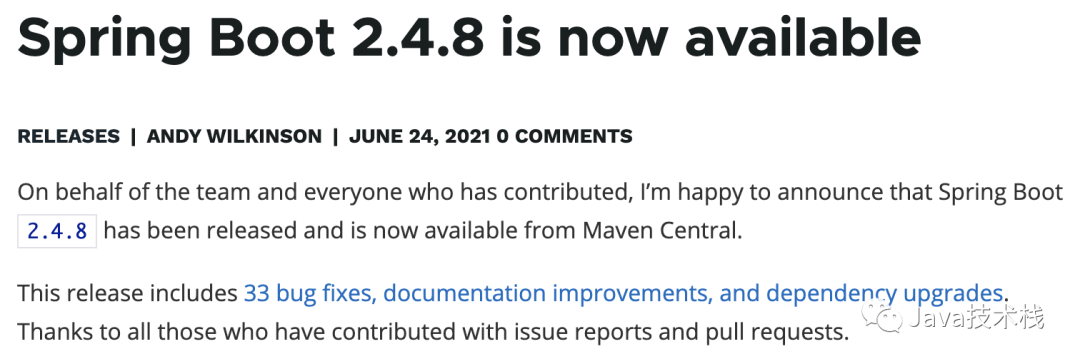 Spring Boot 2.4.8 is now available
RELEASES | ANDY WILKINSON | JUNE 24, 2021 0 COMMENTS
On behalf of the team and everyone who has contributed, I’m happy to announce that Spring Boot
2.4.8 has been released and is now available from Maven Central.
This release includes 33 bug fixes, documentation improvements, and dependency upgrades.
Thanks to all those who have contributed with issue reports and pull requests.
Java技术栈